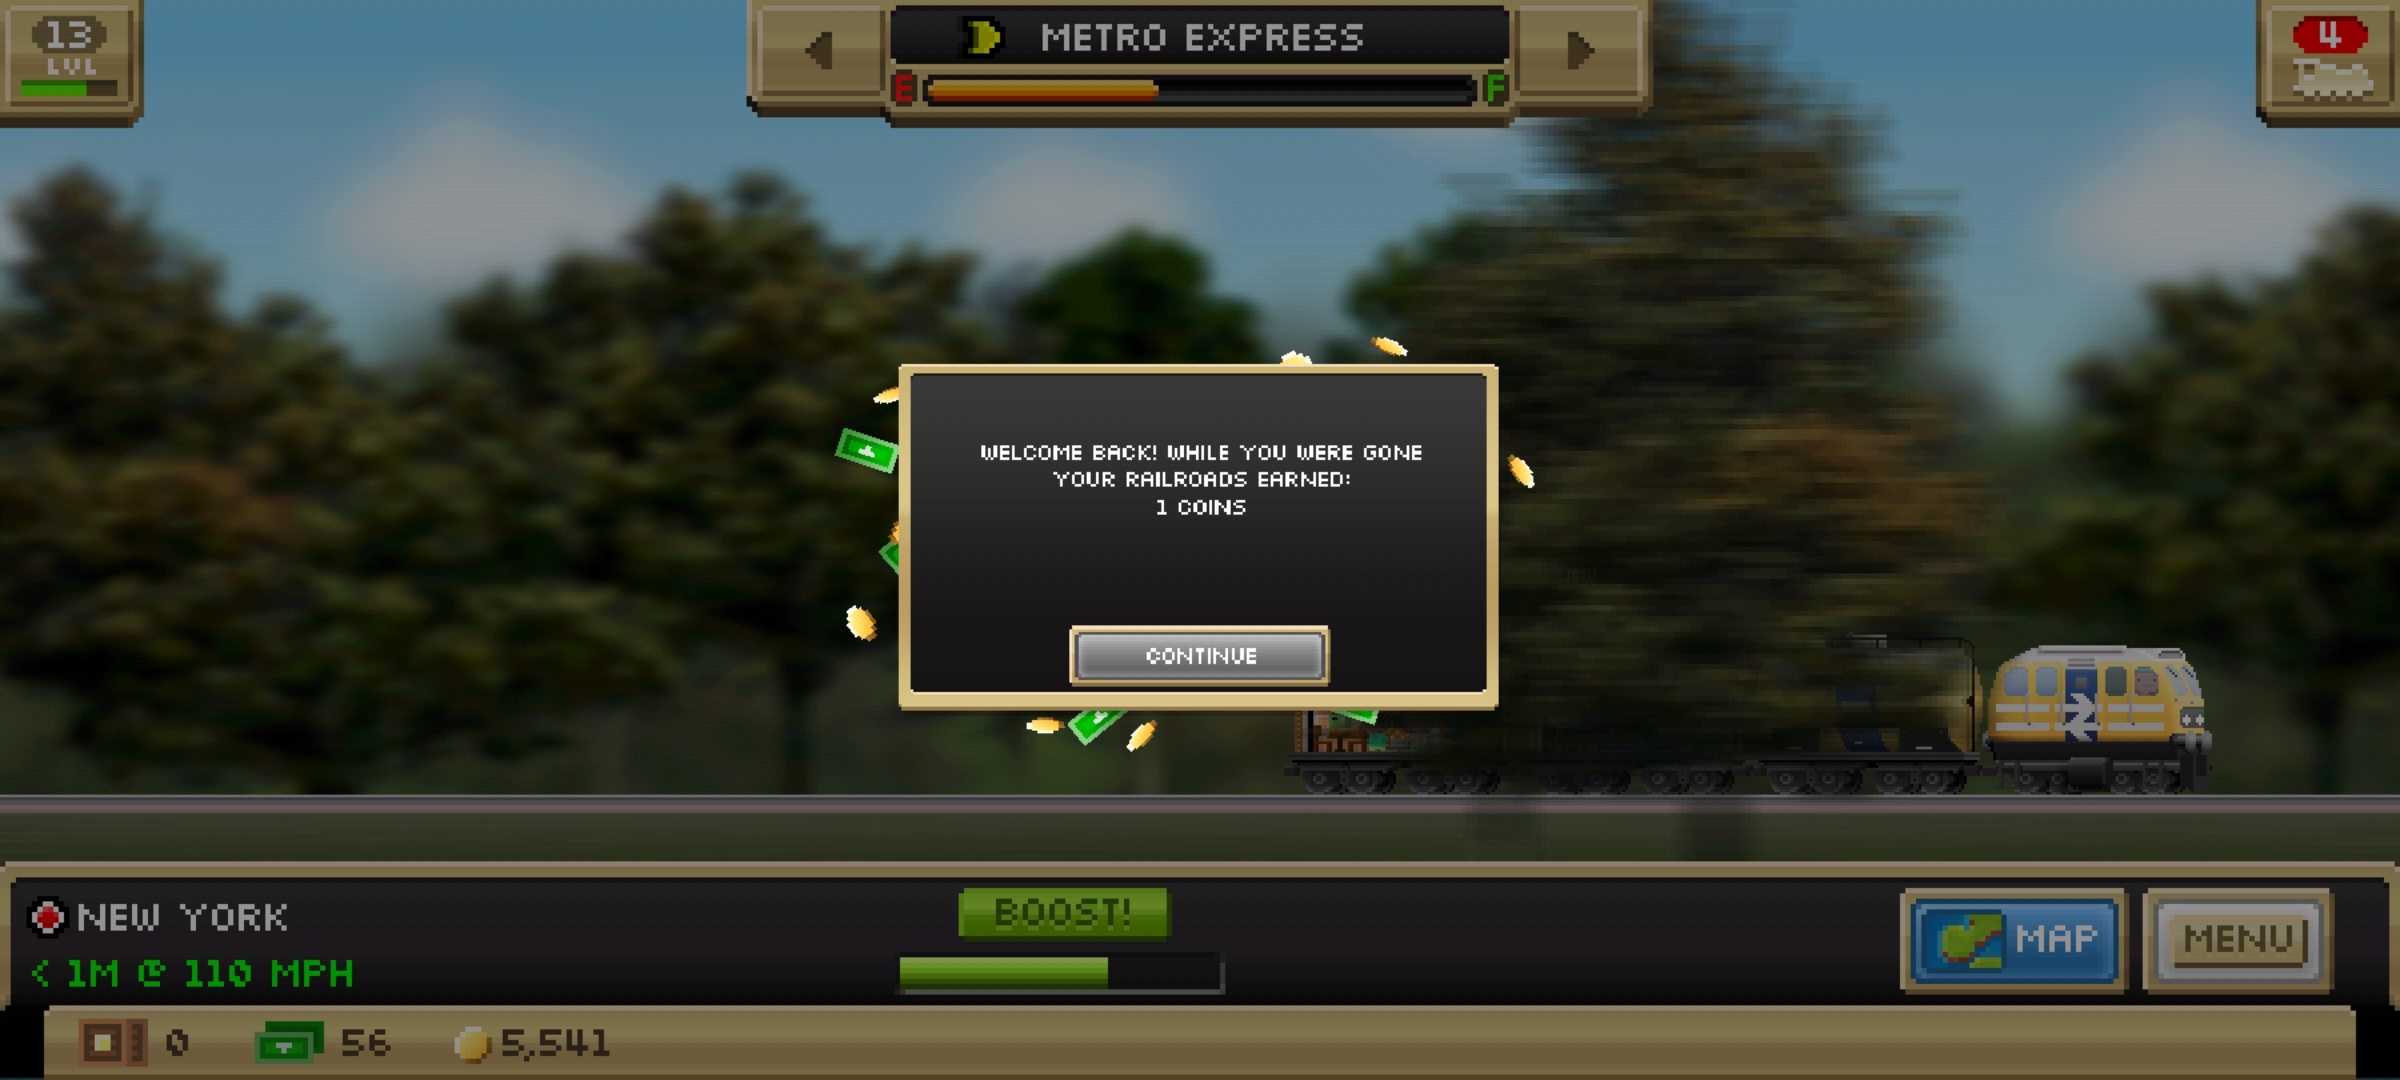 13
LVL
METRO EXPRESS
E F
4
WELCOME BACK! WHILE YOU WERE GONE
YOUR RAILROADS EARNED:
1 COINS
CONTINUE
NEW YORK
< 1M @ 110 MPH
BOOST!
MAP
MENU
0 56 5,541